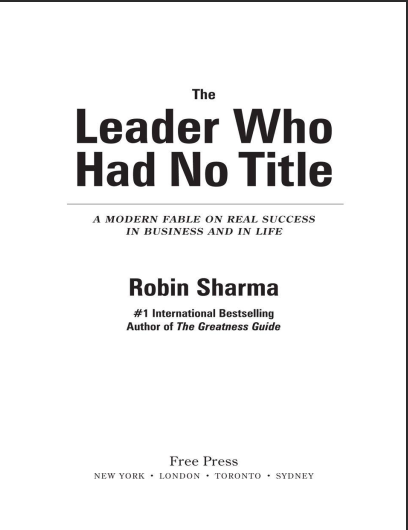 The
Leader Who
Had No Title
A MODERN FABLE ON REAL SUCCESS
IN BUSINESS AND IN LIFE
Robin Sharma
#1 International Bestselling
Author of The Greatness Guide
Free Press
NEW YORK • LONDON • TORONTO • SYDNEY